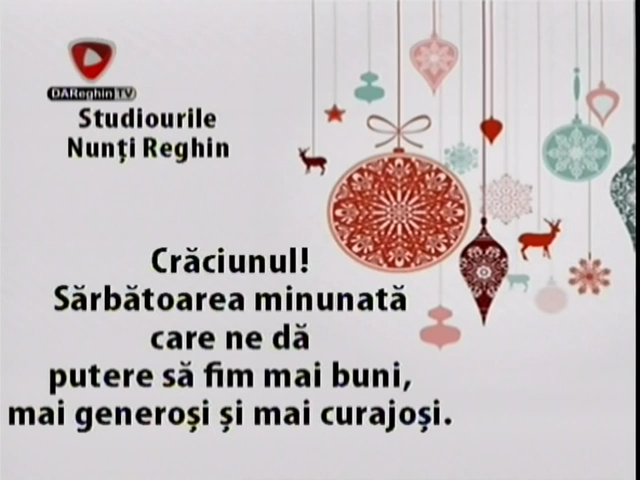 DAReghin TV
Studiourile
Nunți Reghin
Crăciunul!
Sărbătoarea minunată
care ne dă
putere să fim mai buni,
mai generoși și mai curajoși.